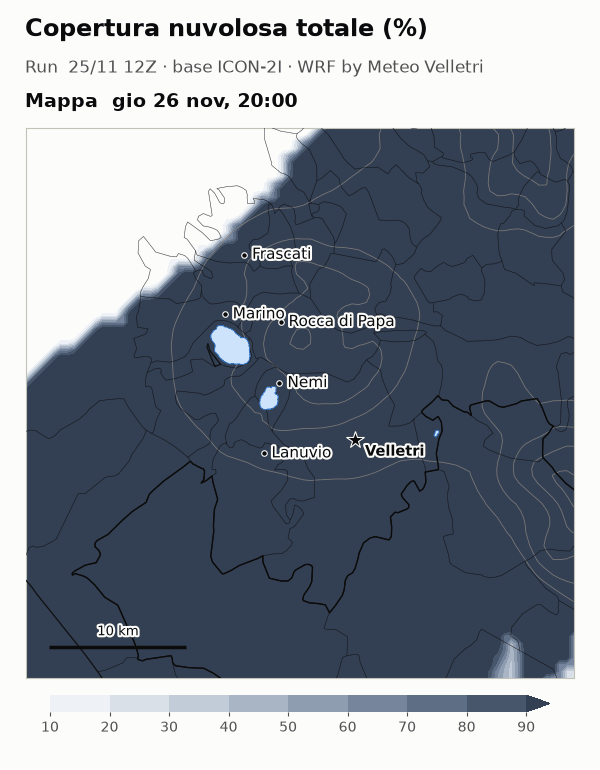 Copertura nuvolosa totale (%)
Run  25/11 12Z · base ICON-2I · WRF by Meteo Velletri
Mappa  gio 26 nov, 20:00
Frascati
Marino
Rocca di Papa
Nemi
Velletri
Lanuvio
10 km
10 20 30 40 50 60 70 80 90